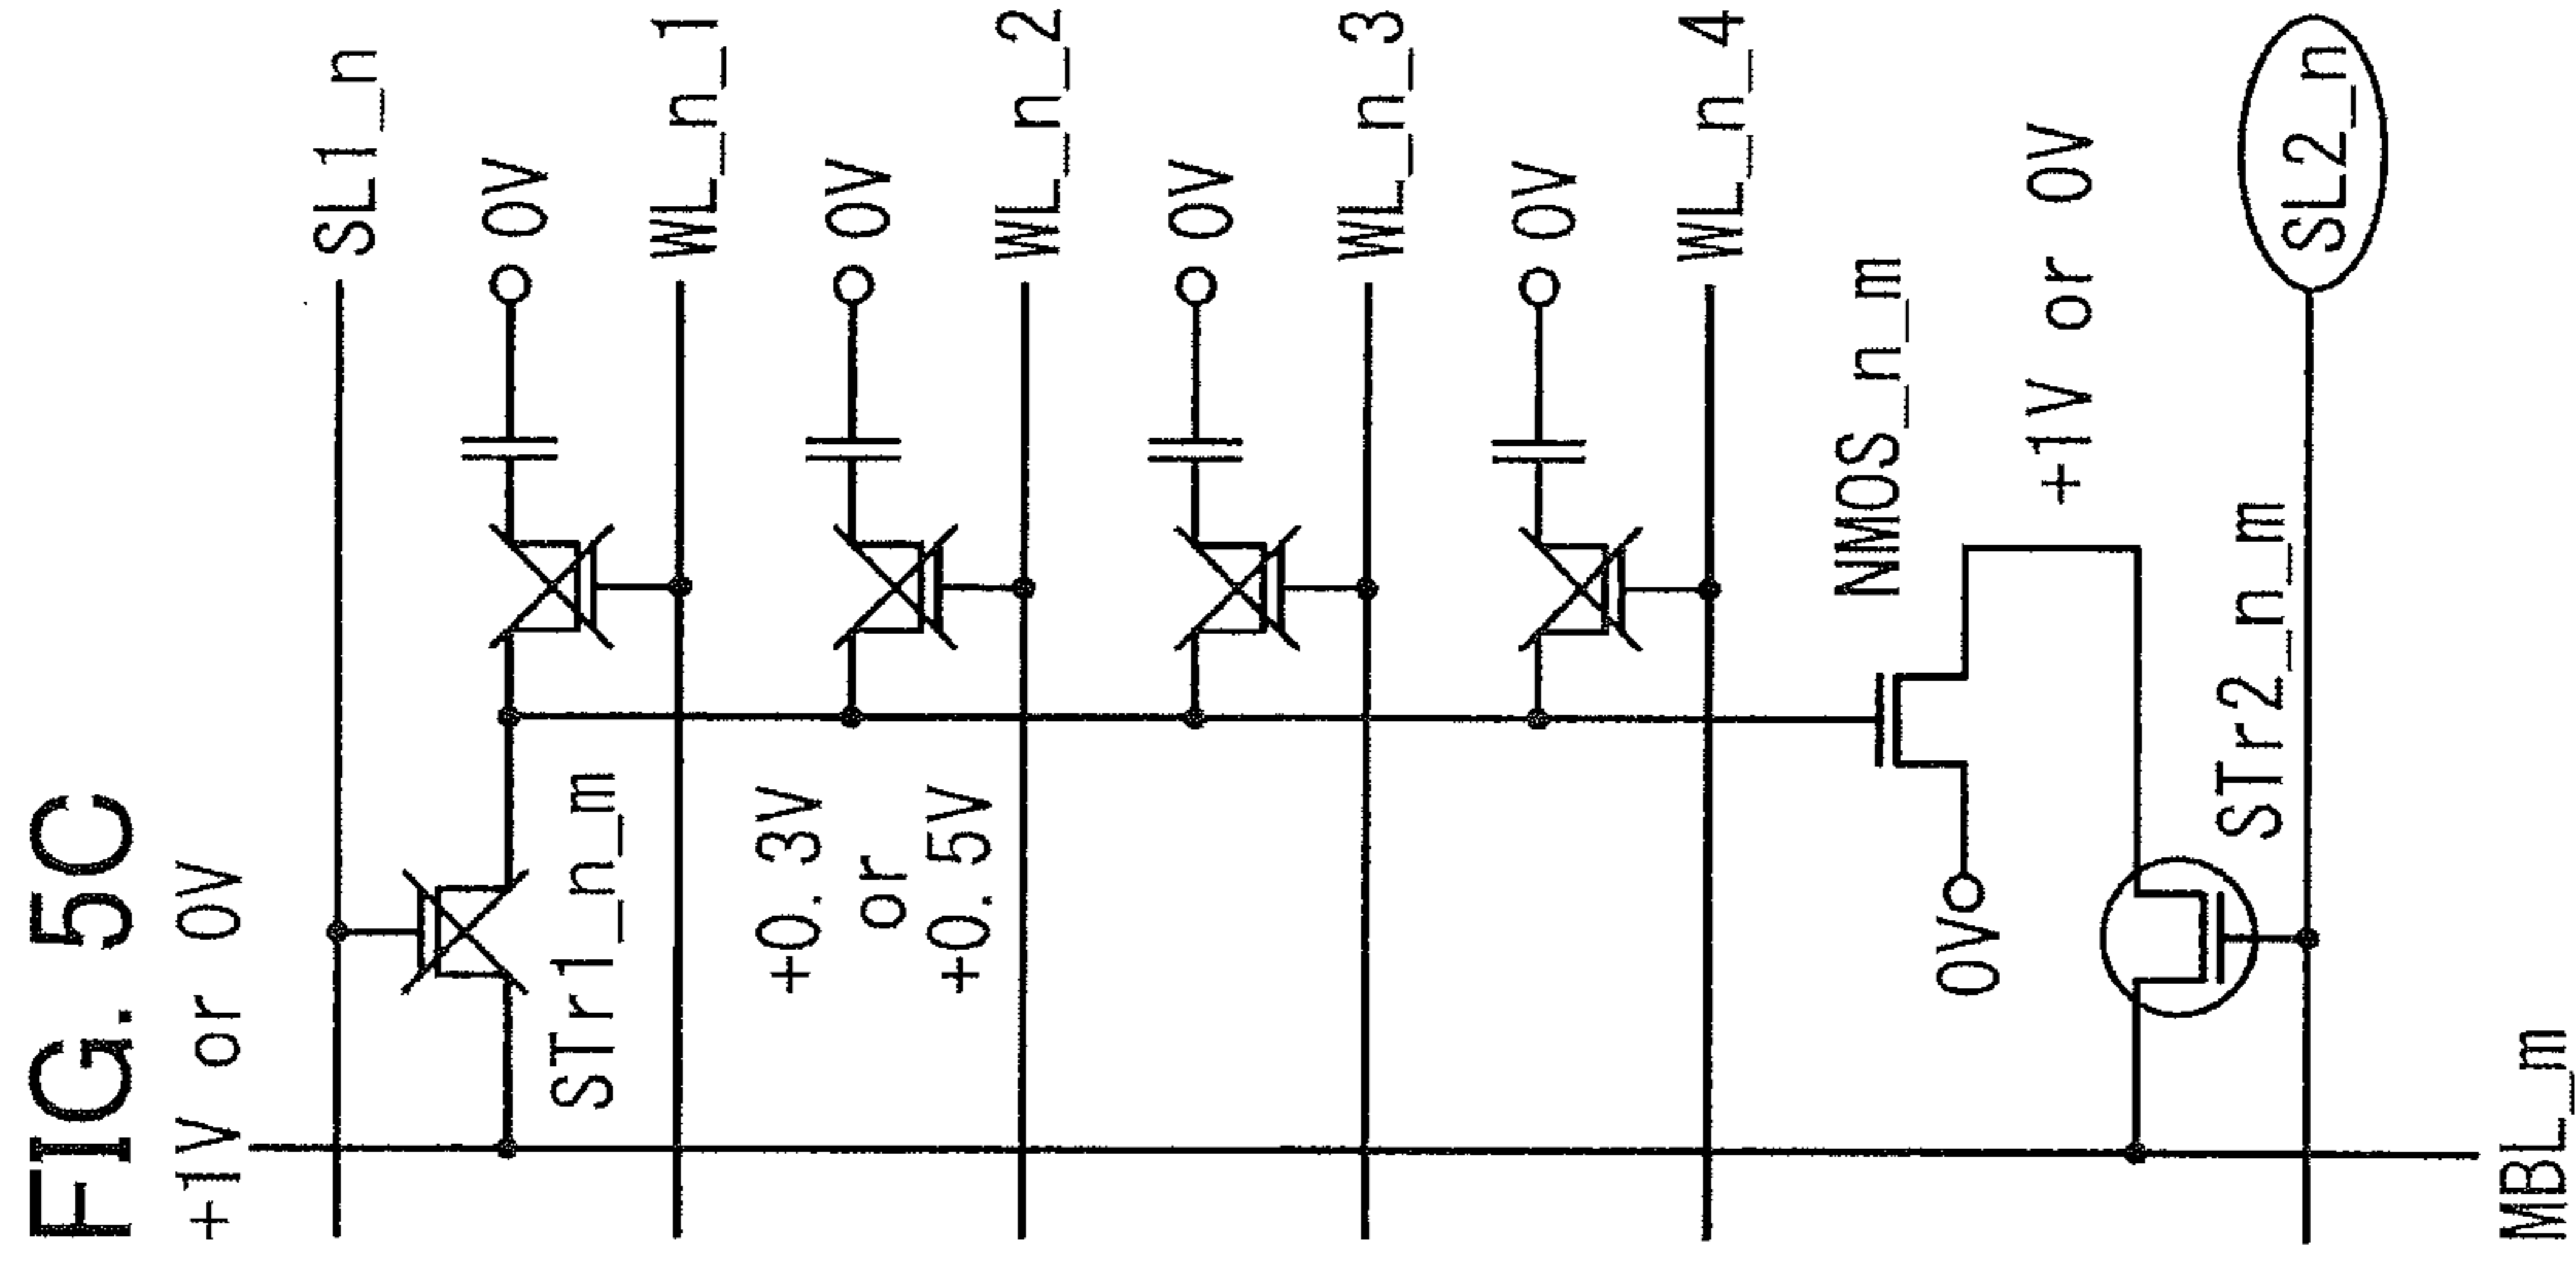 FIG. 5C
+1V or 0V
SL1_n
0V
WL_n_1
STr1_n_m
+0.3V
or
+0.5V
0V
WL_n_2
0V
WL_n_3
0V
WL_n_4
NMOS_n_m
0V
+1V or 0V
STr2_n_m
SL2_n
MBL_m